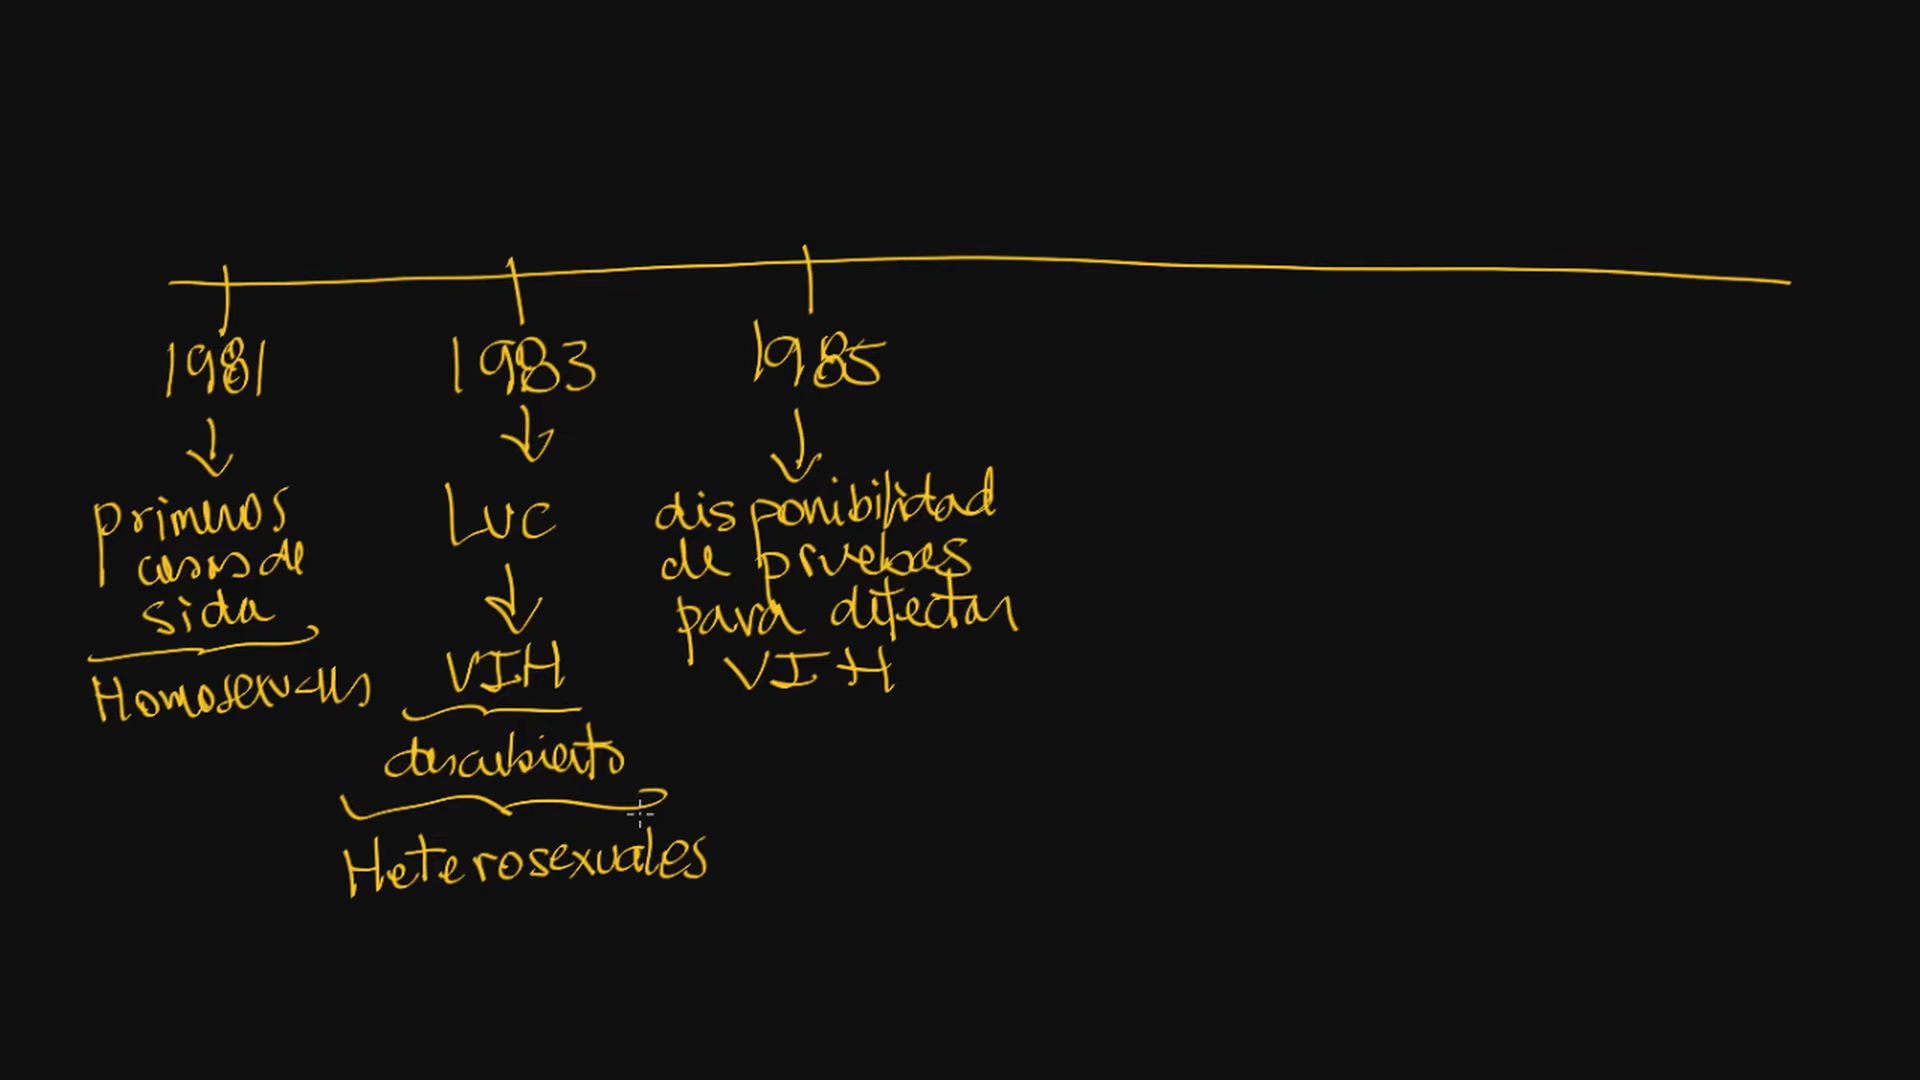 1981
primeros
casos de
sida
Homosexuales
1983
Luc
VIH
descubierto
Heterosexuales
1985
disponibilidad
de pruebas
para detectar
VIH